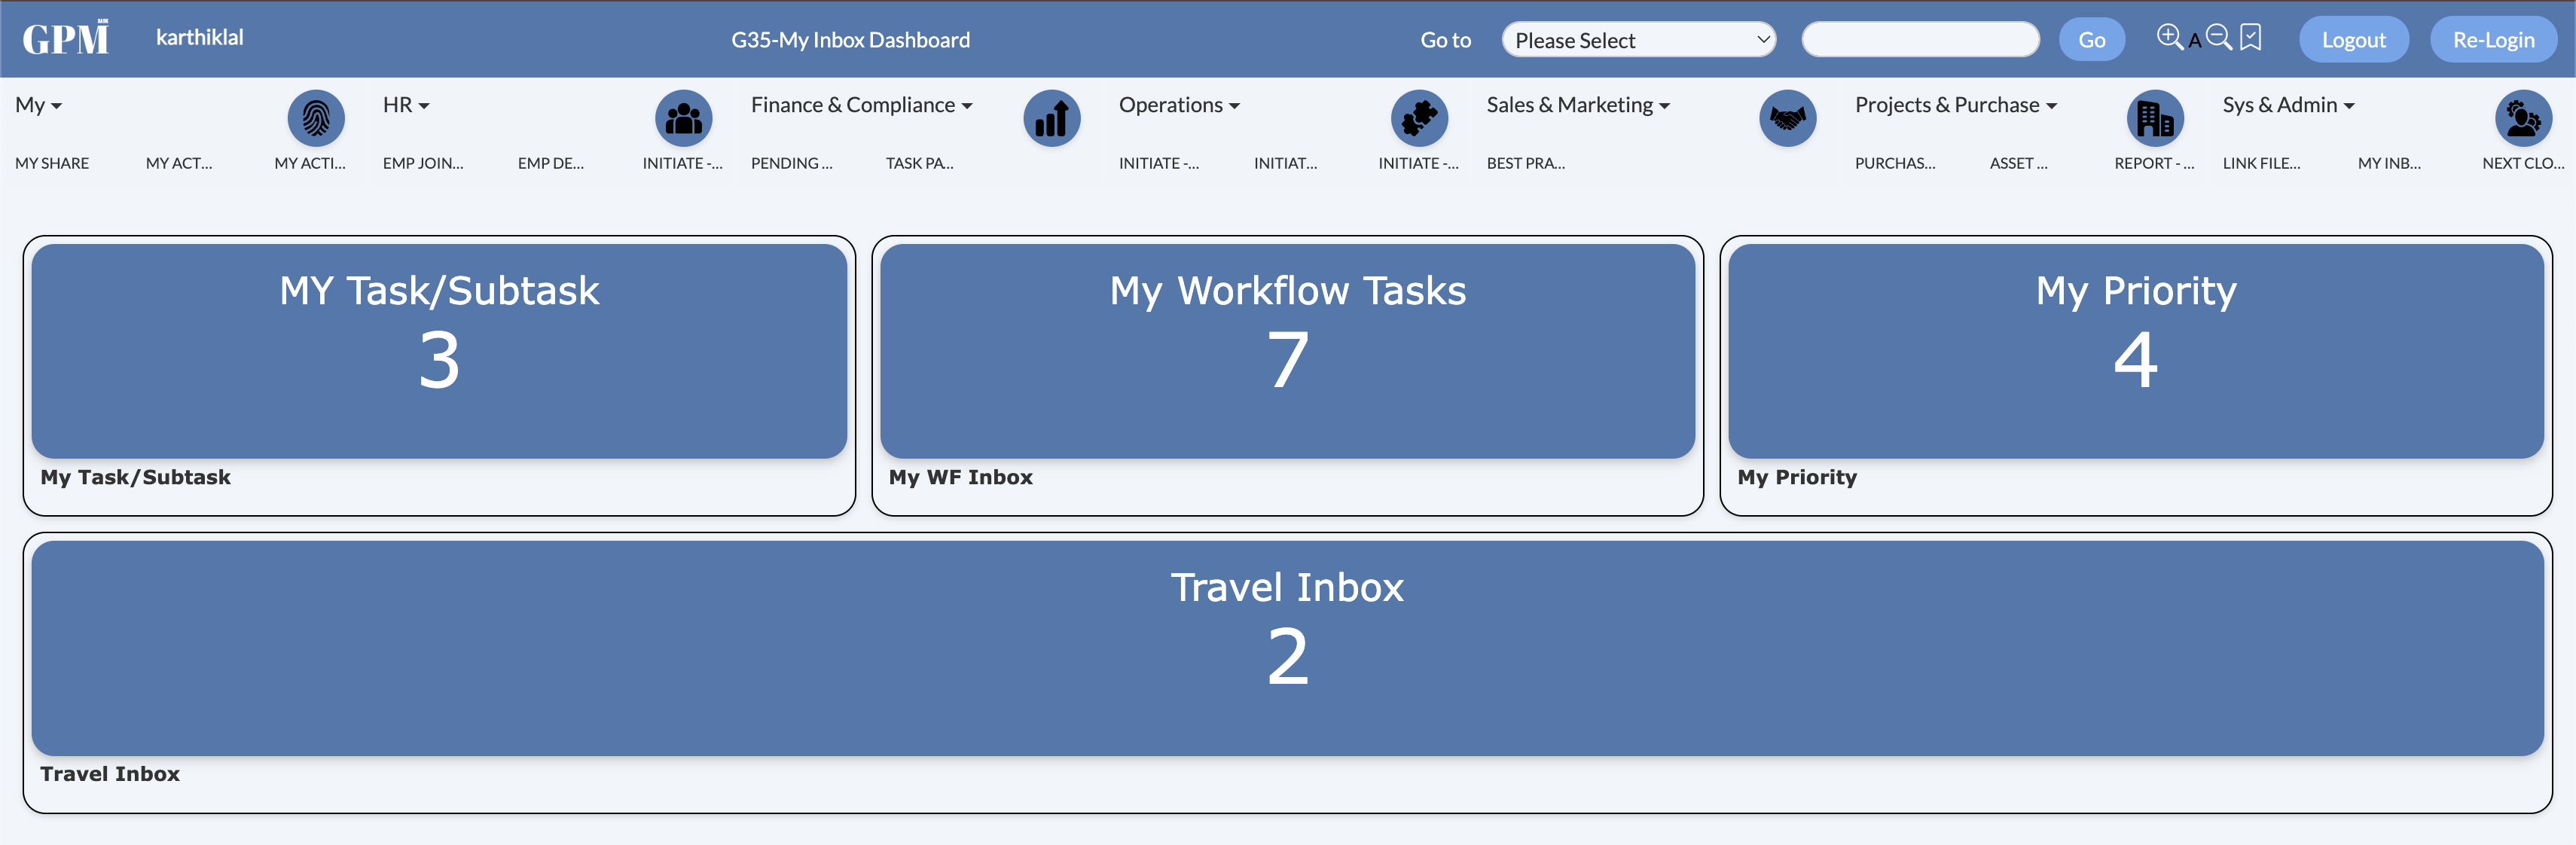 GPM
karthiklal
G35-My Inbox Dashboard
Go to
Please Select
Go
A
Logout
Re-Login
My
HR
Finance & Compliance
Operations
Sales & Marketing
Projects & Purchase
Sys & Admin
MY SHARE
MY ACT...
MY ACTI...
EMP JOIN...
EMP DE...
INITIATE -...
PENDING ...
TASK PA...
INITIATE -...
INITIAT...
INITIATE -...
BEST PRA...
PURCHAS...
ASSET ...
REPORT - ...
LINK FILE...
MY INB...
NEXT CLO...
MY Task/Subtask
3
My Task/Subtask
My Workflow Tasks
7
My WF Inbox
My Priority
4
My Priority
Travel Inbox
2
Travel Inbox